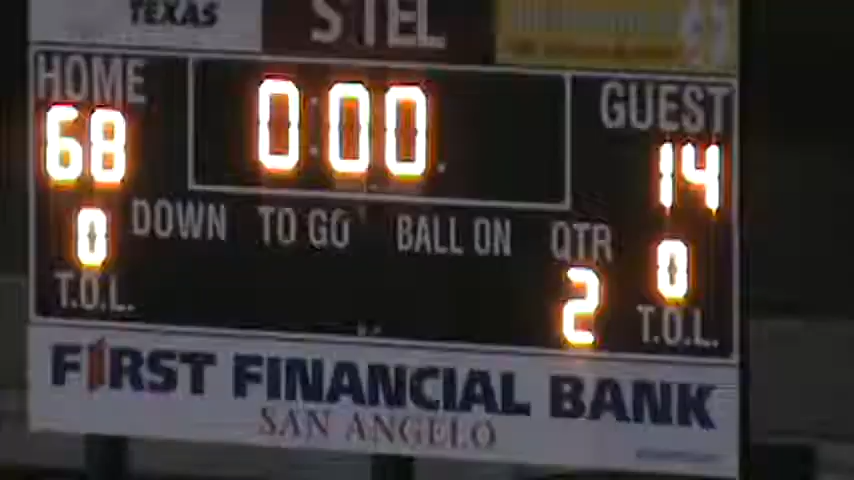 TEXAS
HOME 0:00 GUEST
68 14
0 DOWN TO GO BALL ON QTR 0
T.O.L. 2 T.O.L.
FIRST FINANCIAL BANK
SAN ANGELO